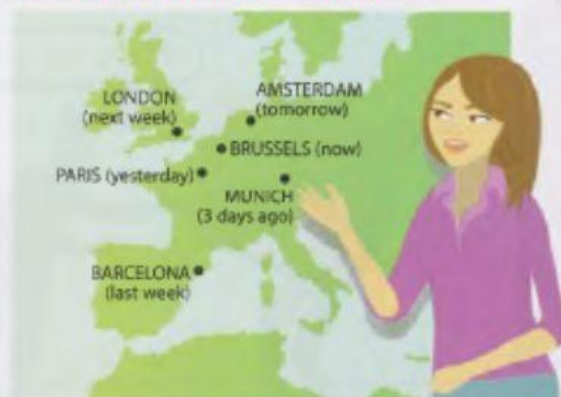 LONDON
(next week)
AMSTERDAM
(tomorrow)
BRUSSELS (now)
PARIS (yesterday)
MUNICH
(3 days ago)
BARCELONA
(last week)